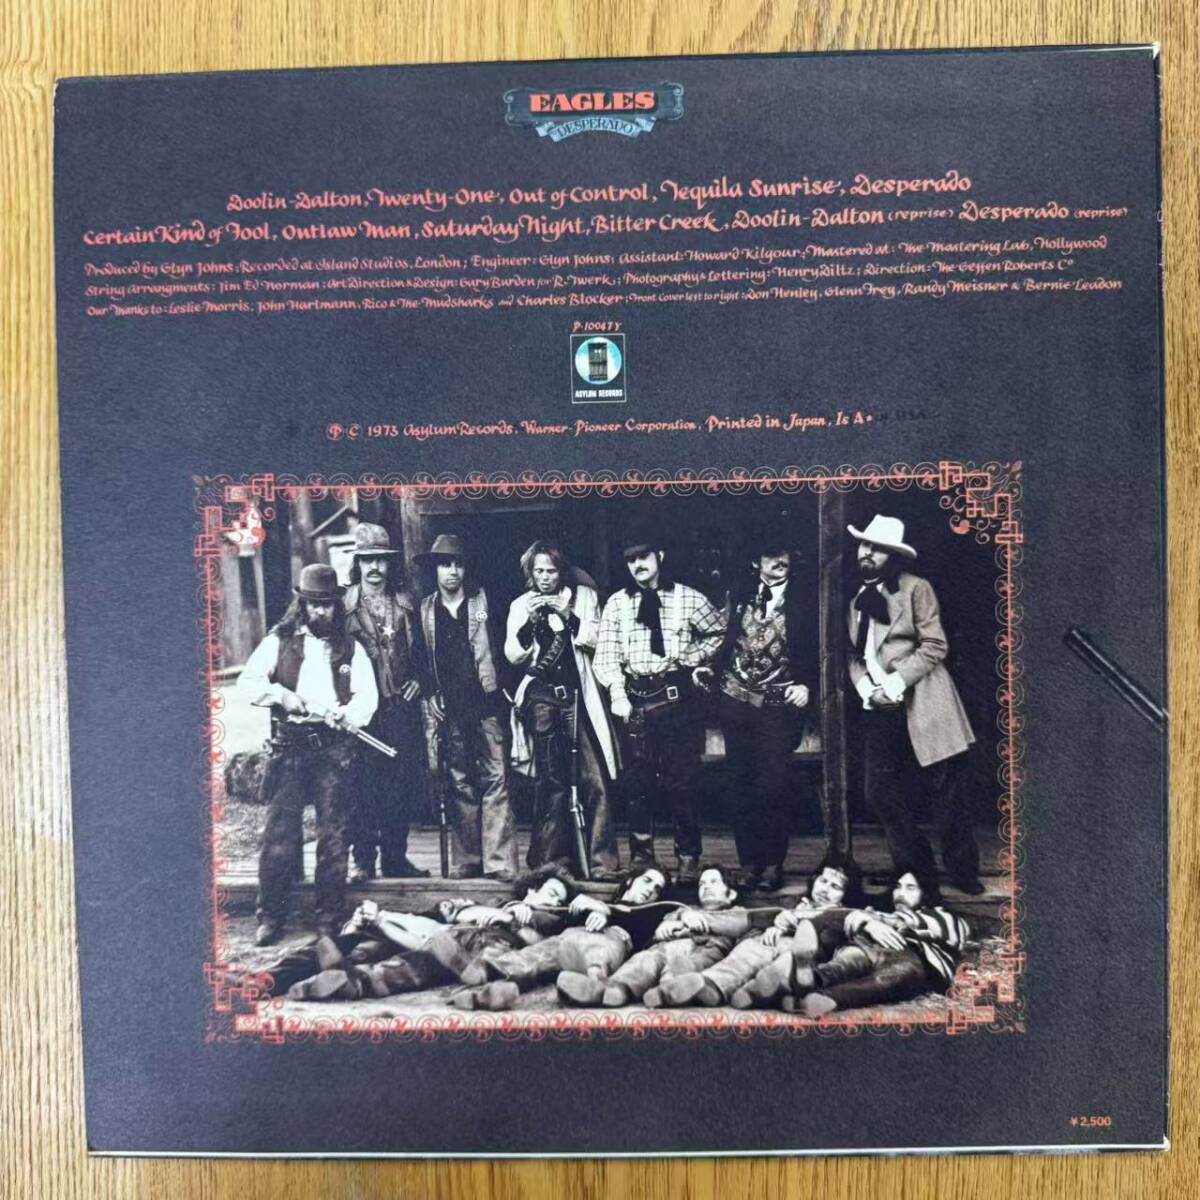 EAGLES
DESPERADO
Doolin-Dalton, Twenty-One, Out of Control, Tequila Sunrise, Desperado
Certain Kind of Fool, Outlaw Man, Saturday Night, Bitter Creek, Doolin-Dalton (reprise) Desperado (reprise)
Produced by Glyn Johns; Recorded at Island Studios, London; Engineer: Glyn Johns; Assistant: Howard Kilgour; Mastered at: The Mastering Lab, Hollywood
String Arrangments: Jim Ed Norman; Art Direction & Design: Gary Burden for R. Twerk; Photography & Lettering: Henry Diltz; Direction: The Geffen Roberts Co
Our Thanks to: Leslie Morris, John Hartmann, Rico & The Mudsharks and Charles Blocker; Front Cover left to right: Don Henley, Glenn Frey, Randy Meisner & Bernie Leadon
P-10047Y
ASYLUM RECORDS
Ⓟ © 1973 Asylum Records. Warner-Pioneer Corporation, Printed in Japan, Is A•
¥2,500